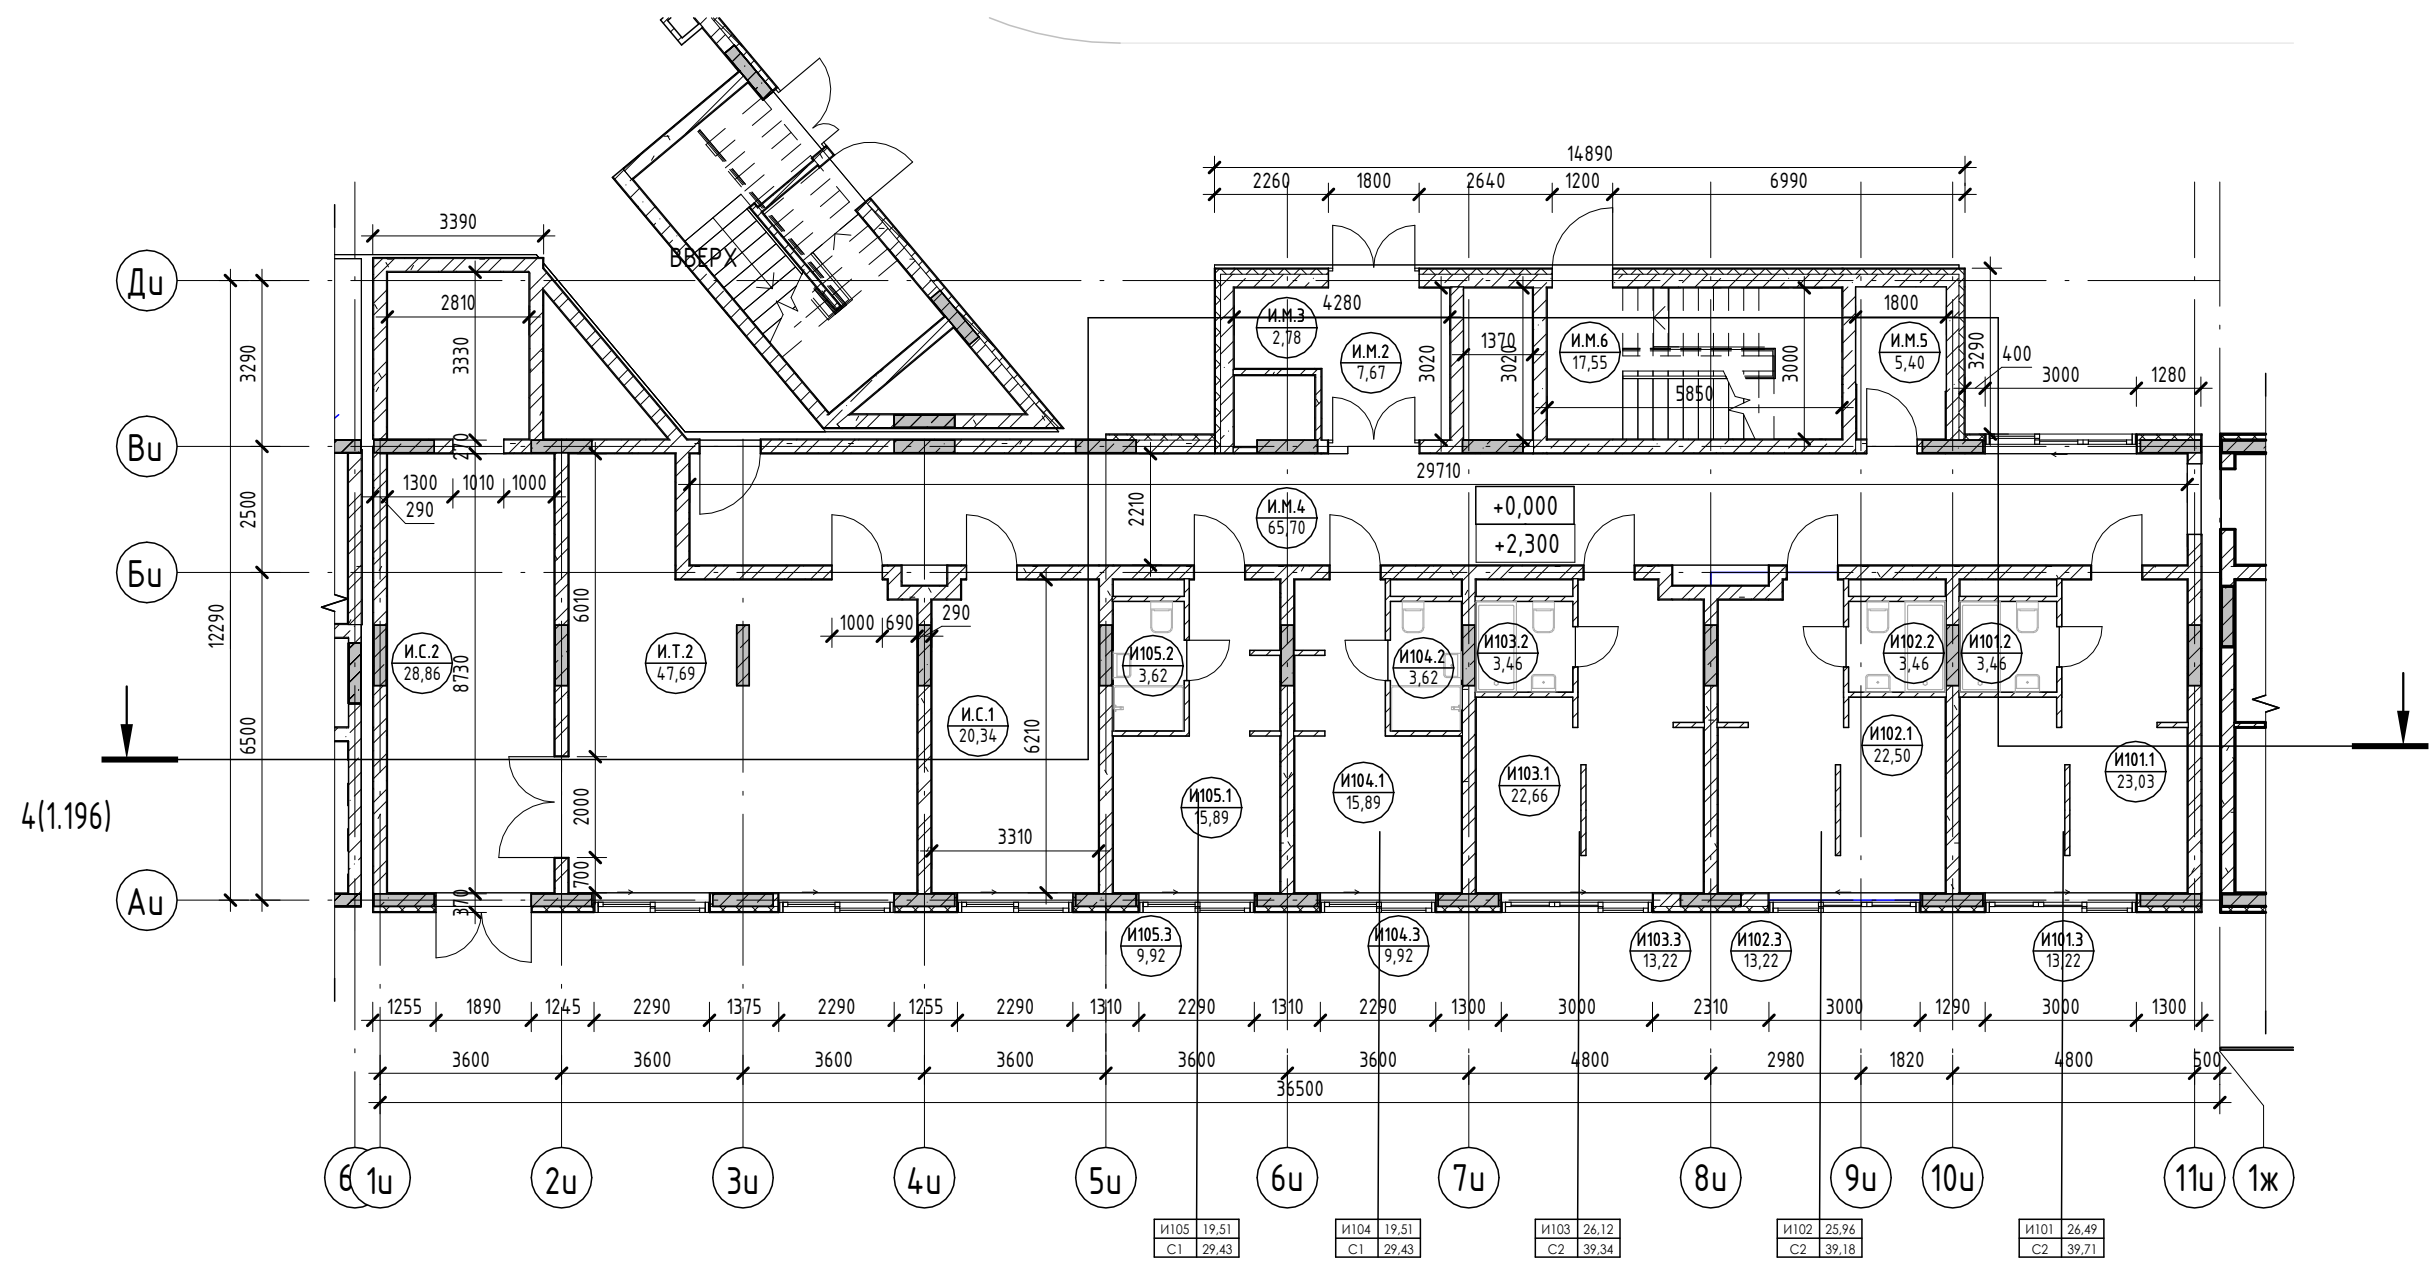 14890
2260 1800 2640 1200 6990
3390
ВВЕРХ
Ди
2810
4280
1800
3330
И.М.3
2,78
И.М.2
7,67
3020
1370
3020
И.М.6
17,55
3000
5850
И.М.5
5,40
3290
400
3000 1280
3290
Ви
270
1300 1010 1000
290
29710
2500
2210
И.М.4
65,70
+0,000
+2,300
Би
12290
6010
1000 690 290
И.С.2
28,86
8730
И.Т.2
47,69
И.С.1
20,34
6210
И105.2
3,62
И104.2
3,62
И103.2
3,46
И102.2
3,46
И101.2
3,46
6500
И102.1
22,50
И101.1
23,03
И103.1
22,66
И104.1
15,89
И105.1
15,89
4(1.196)
2000
3310
700
370
Аи
И105.3
9,92
И104.3
9,92
И103.3
13,22
И102.3
13,22
И101.3
13,22
1255 1890 1245 2290 1375 2290 1255 2290 1310 2290 1310 2290 1300 3000 2310 3000 1290 3000 1300
3600 3600 3600 3600 3600 3600 4800 2980 1820 4800 500
36500
6 1и 2и 3и 4и 5и 6и 7и 8и 9и 10и 11и 1ж
И105 19,51
С1 29,43
И104 19,51
С1 29,43
И103 26,12
С2 39,34
И102 25,96
С2 39,18
И101 26,49
С2 39,71